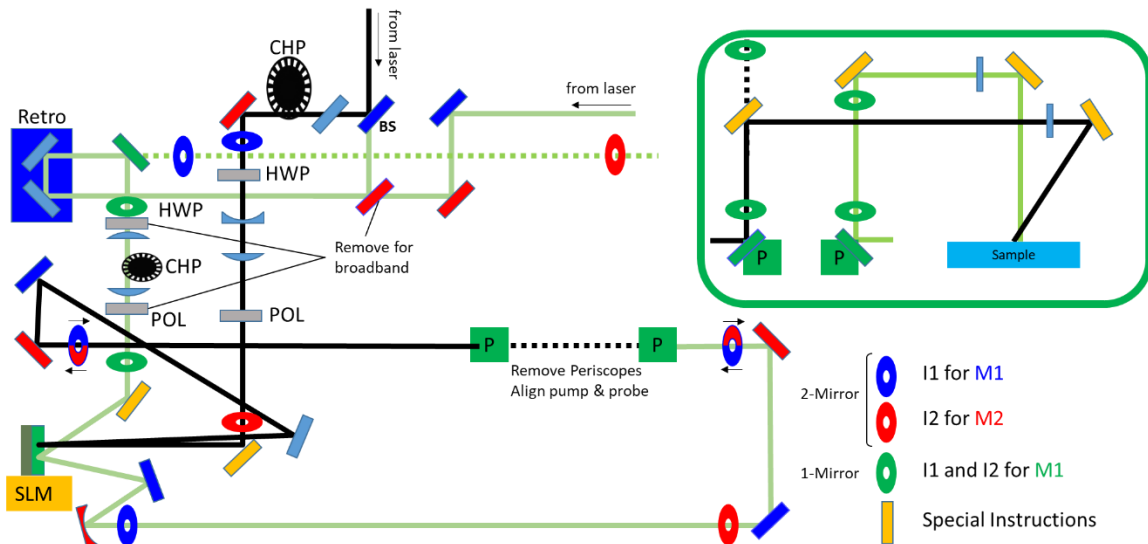 CHP
from laser
from laser
Retro
BS
HWP
HWP
Remove for
broadband
CHP
POL
POL
P
P
Remove Periscopes
Align pump & probe
SLM
P
P
Sample
2-Mirror
I1 for M1
I2 for M2
1-Mirror
I1 and I2 for M1
Special Instructions